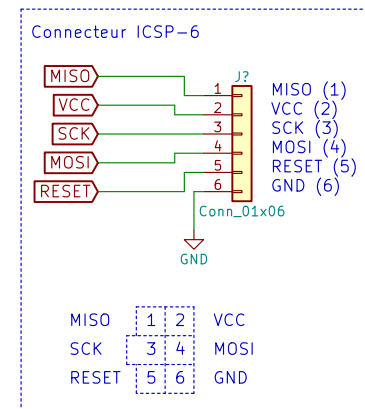 Connecteur ICSP-6
J?
MISO 1 MISO (1)
VCC 2 VCC (2)
SCK 3 SCK (3)
MOSI 4 MOSI (4)
RESET 5 RESET (5)
6 GND (6)
Conn_01x06
GND
MISO 1 2 VCC
SCK 3 4 MOSI
RESET 5 6 GND